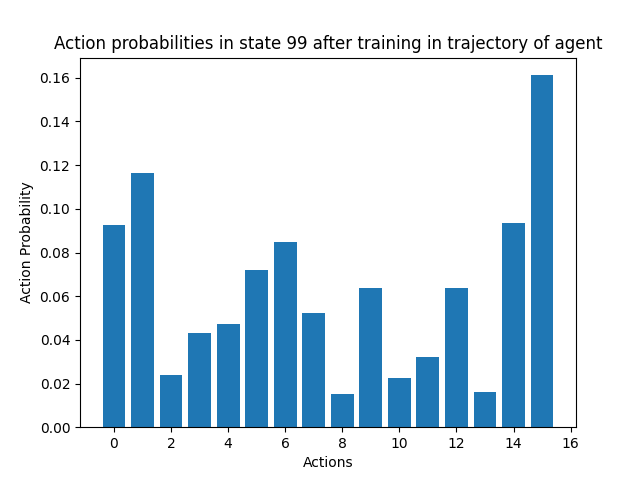 Action probabilities in state 99 after training in trajectory of agent
Action Probability
0.16
0.14
0.12
0.10
0.08
0.06
0.04
0.02
0.00
0 2 4 6 8 10 12 14 16
Actions